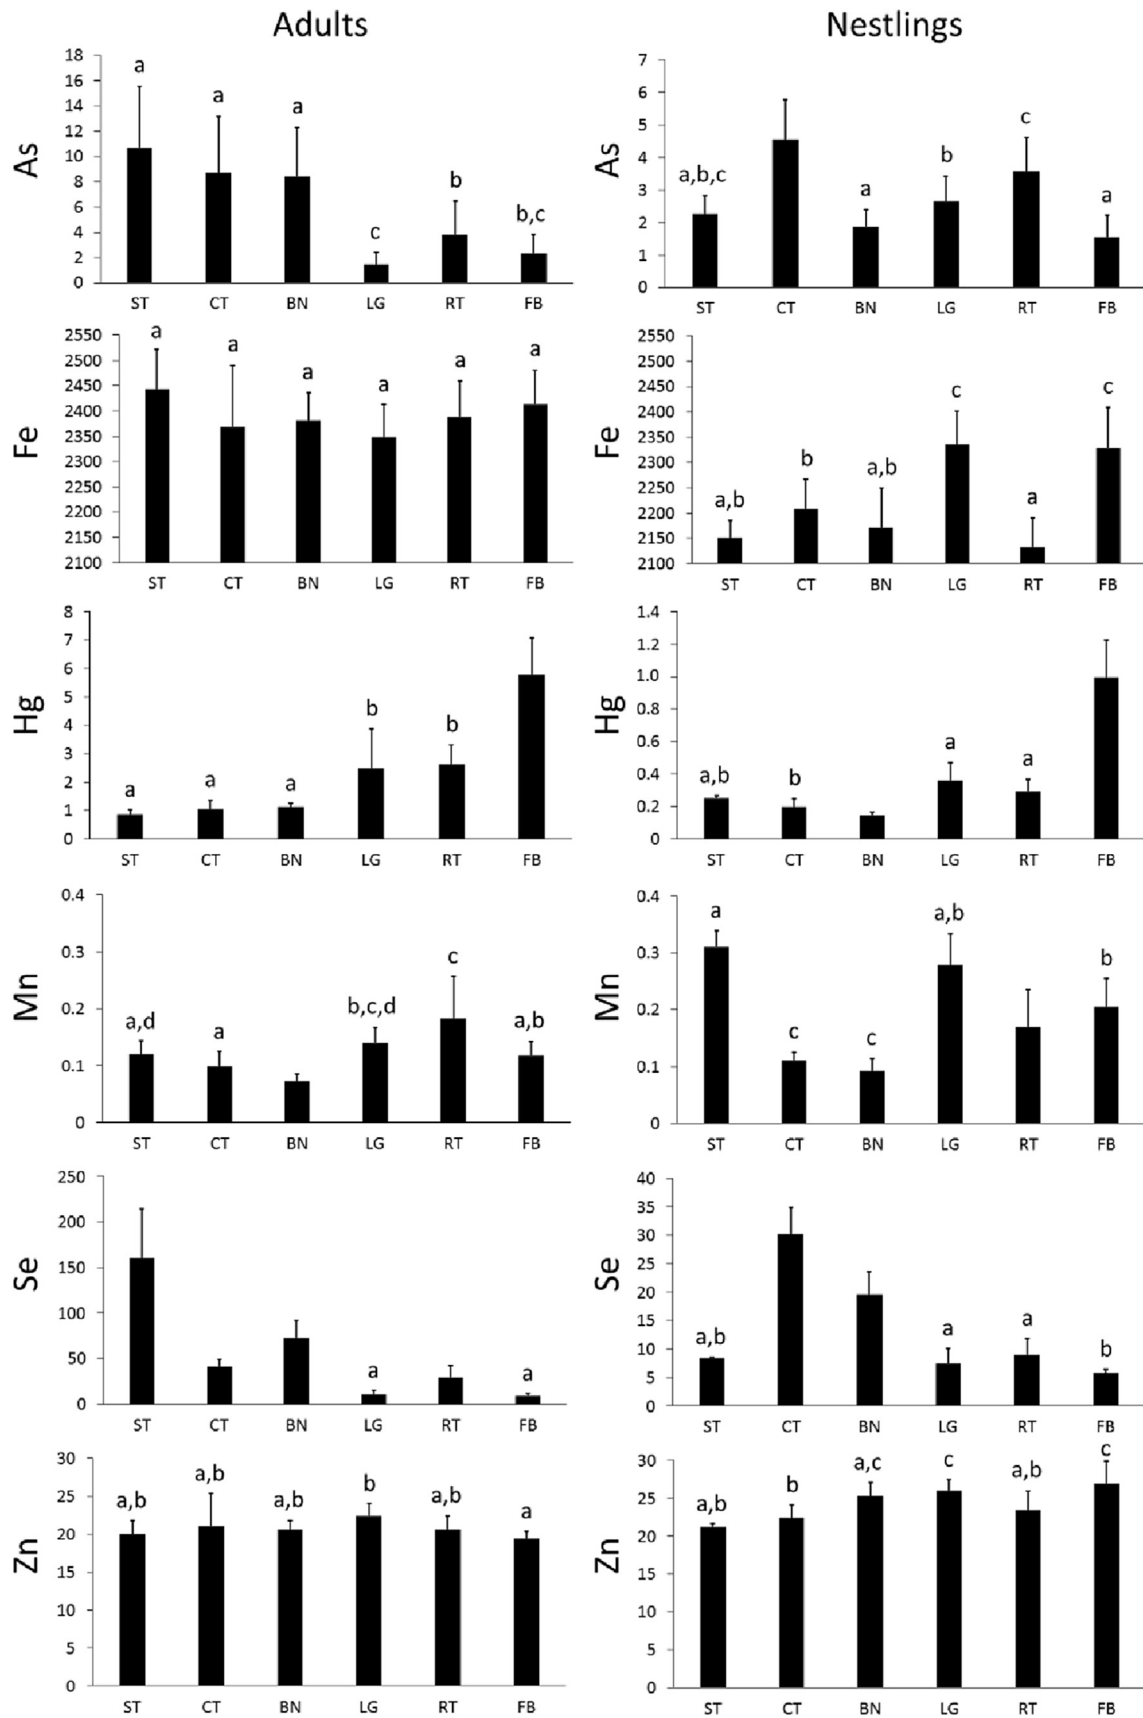 Adults
Nestlings
As
18
16
14
12
10
8
6
4
2
0
a
a
a
c
b
b,c
ST CT BN LG RT FB
As
7
6
5
4
3
2
1
0
a,b,c
a
b
c
a
ST CT BN LG RT FB
Fe
2550
2500
2450
2400
2350
2300
2250
2200
2150
2100
a
a
a
a
a
a
ST CT BN LG RT FB
Fe
2550
2500
2450
2400
2350
2300
2250
2200
2150
2100
a,b
b
a,b
c
a
c
ST CT BN LG RT FB
Hg
8
7
6
5
4
3
2
1
0
a
a
a
b
b
ST CT BN LG RT FB
Hg
1.4
1.2
1.0
0.8
0.6
0.4
0.2
0
a,b
b
a
a
ST CT BN LG RT FB
Mn
0.4
0.3
0.2
0.1
0
a,d
a
b,c,d
c
a,b
ST CT BN LG RT FB
Mn
0.4
0.3
0.2
0.1
0
a
c
c
a,b
b
ST CT BN LG RT FB
Se
250
200
150
100
50
0
a
a
ST CT BN LG RT FB
Se
40
35
30
25
20
15
10
5
0
a,b
a
a
b
ST CT BN LG RT FB
Zn
30
25
20
15
10
5
0
a,b
a,b
a,b
b
a,b
a
ST CT BN LG RT FB
Zn
30
25
20
15
10
5
0
a,b
b
a,c
c
a,b
c
ST CT BN LG RT FB